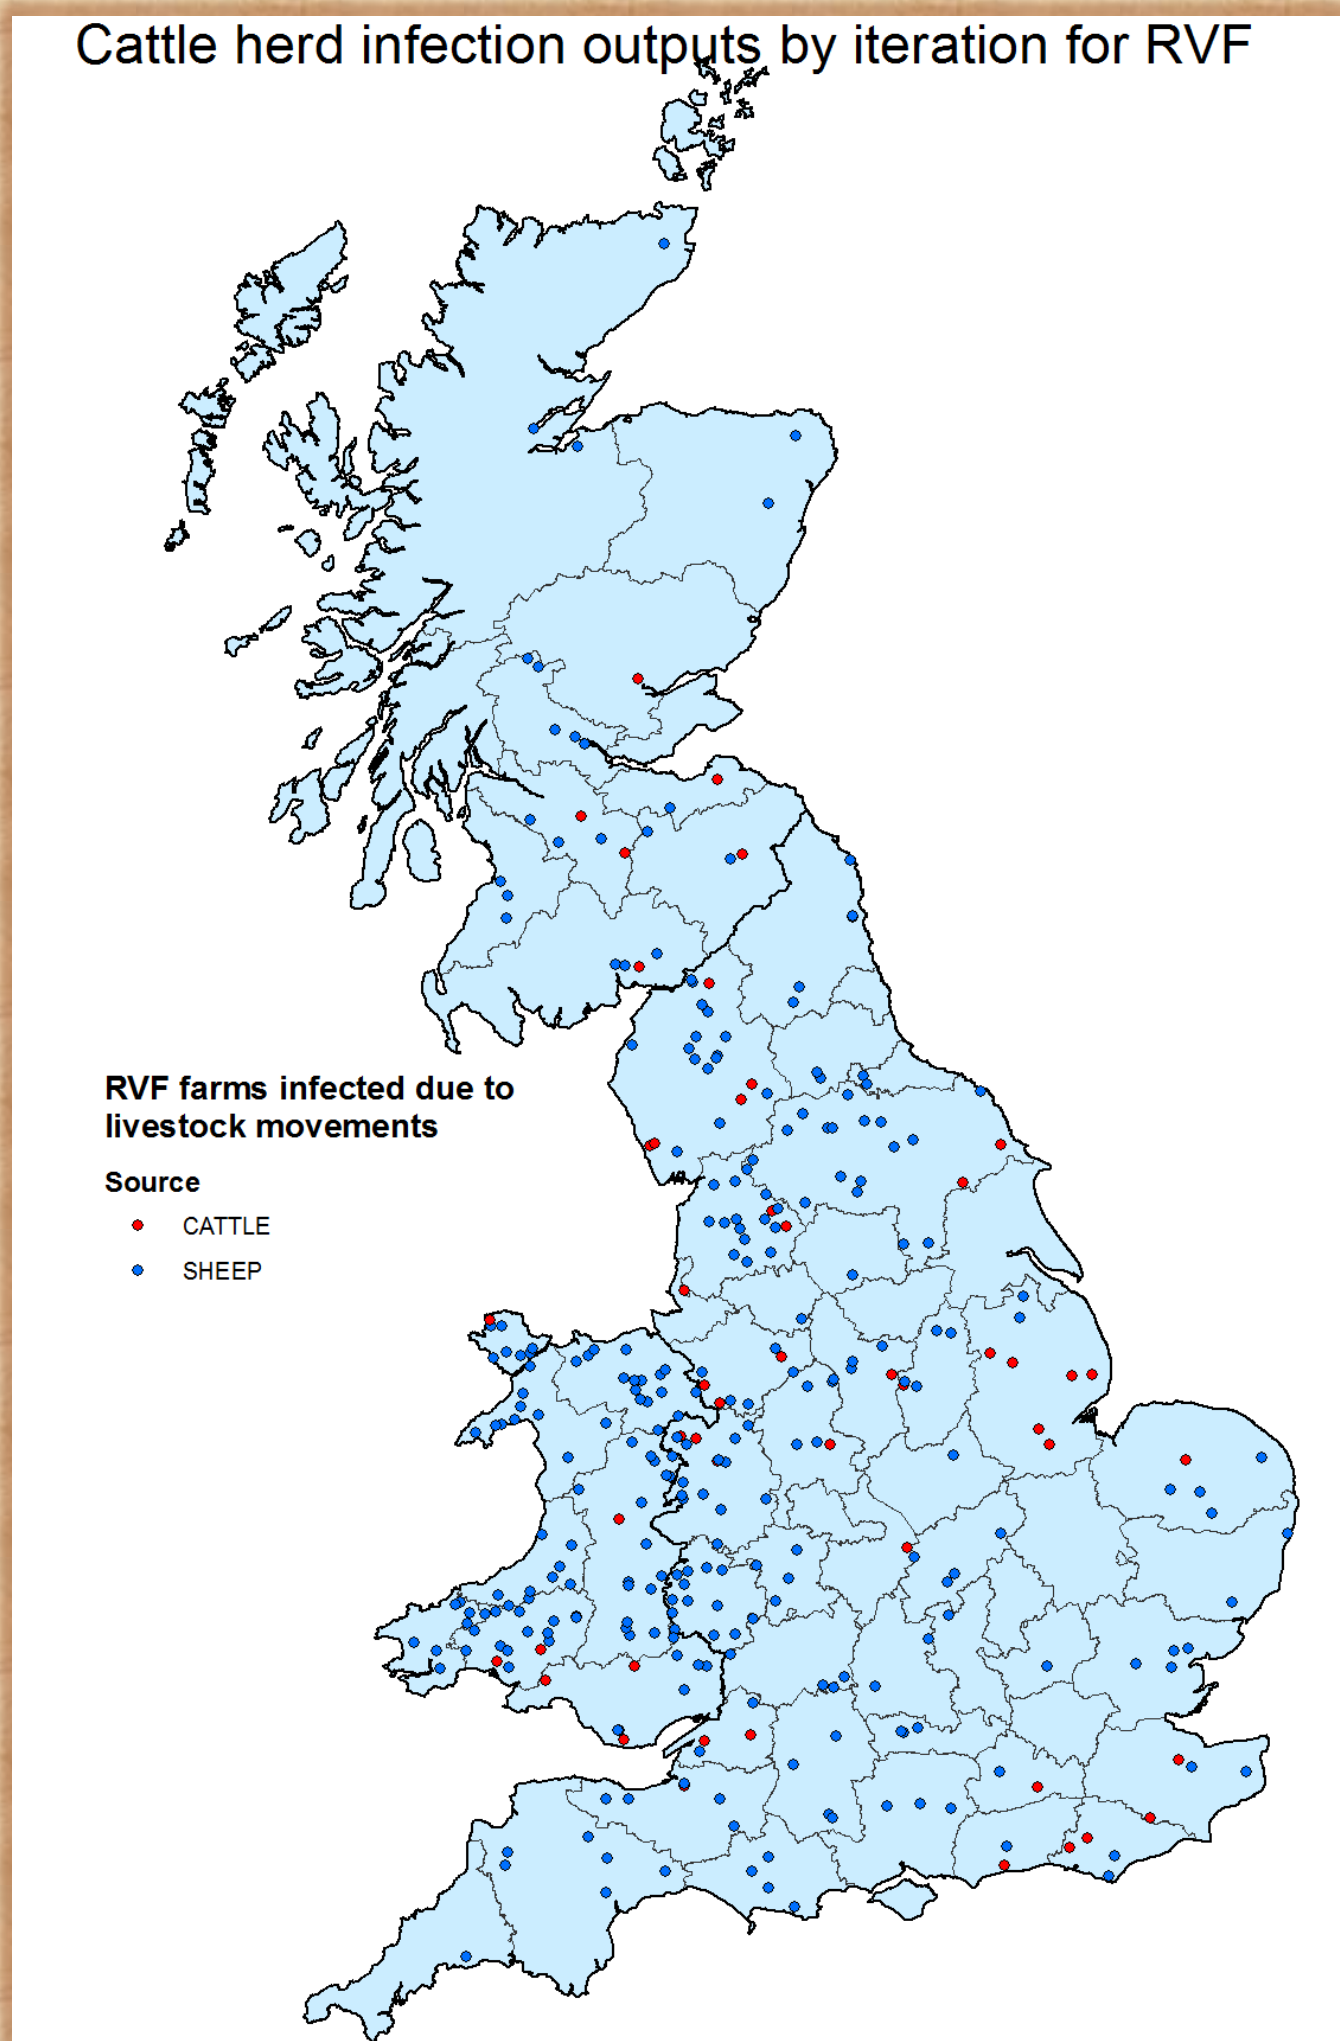 Cattle herd infection outputs by iteration for RVF
RVF farms infected due to
livestock movements
Source
CATTLE
SHEEP